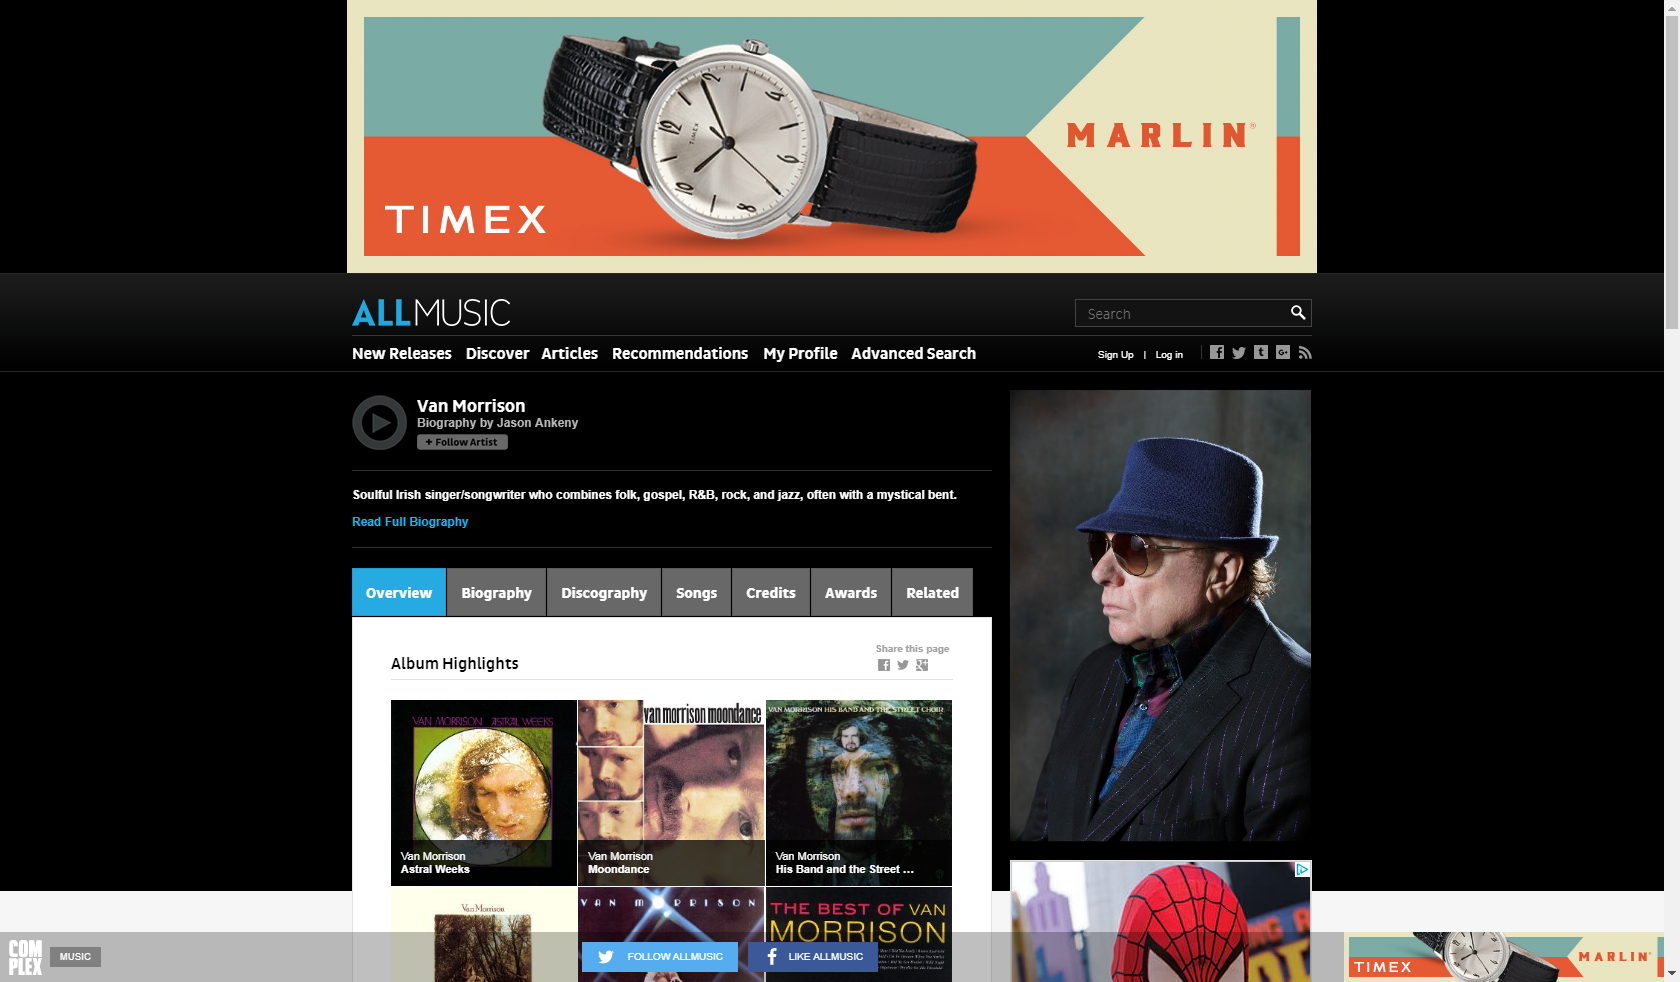 TIMEX
MARLIN®
ALLMUSIC
Search
New Releases Discover Articles Recommendations My Profile Advanced Search
Sign Up | Log in
Van Morrison
Biography by Jason Ankeny
+ Follow Artist
Soulful Irish singer/songwriter who combines folk, gospel, R&B, rock, and jazz, often with a mystical bent.
Read Full Biography
Overview Biography Discography Songs Credits Awards Related
Share this page
Album Highlights
VAN MORRISON ASTRAL WEEKS
van morrison moondance
VAN MORRISON HIS BAND AND THE STREET CHOIR
Van Morrison
Astral Weeks
Van Morrison
Moondance
Van Morrison
His Band and the Street ...
Van Morrison
VAN MORRISON
THE BEST OF VAN
MORRISON
COMPLEX
MUSIC
FOLLOW ALLMUSIC
LIKE ALLMUSIC
TIMEX
MARLIN